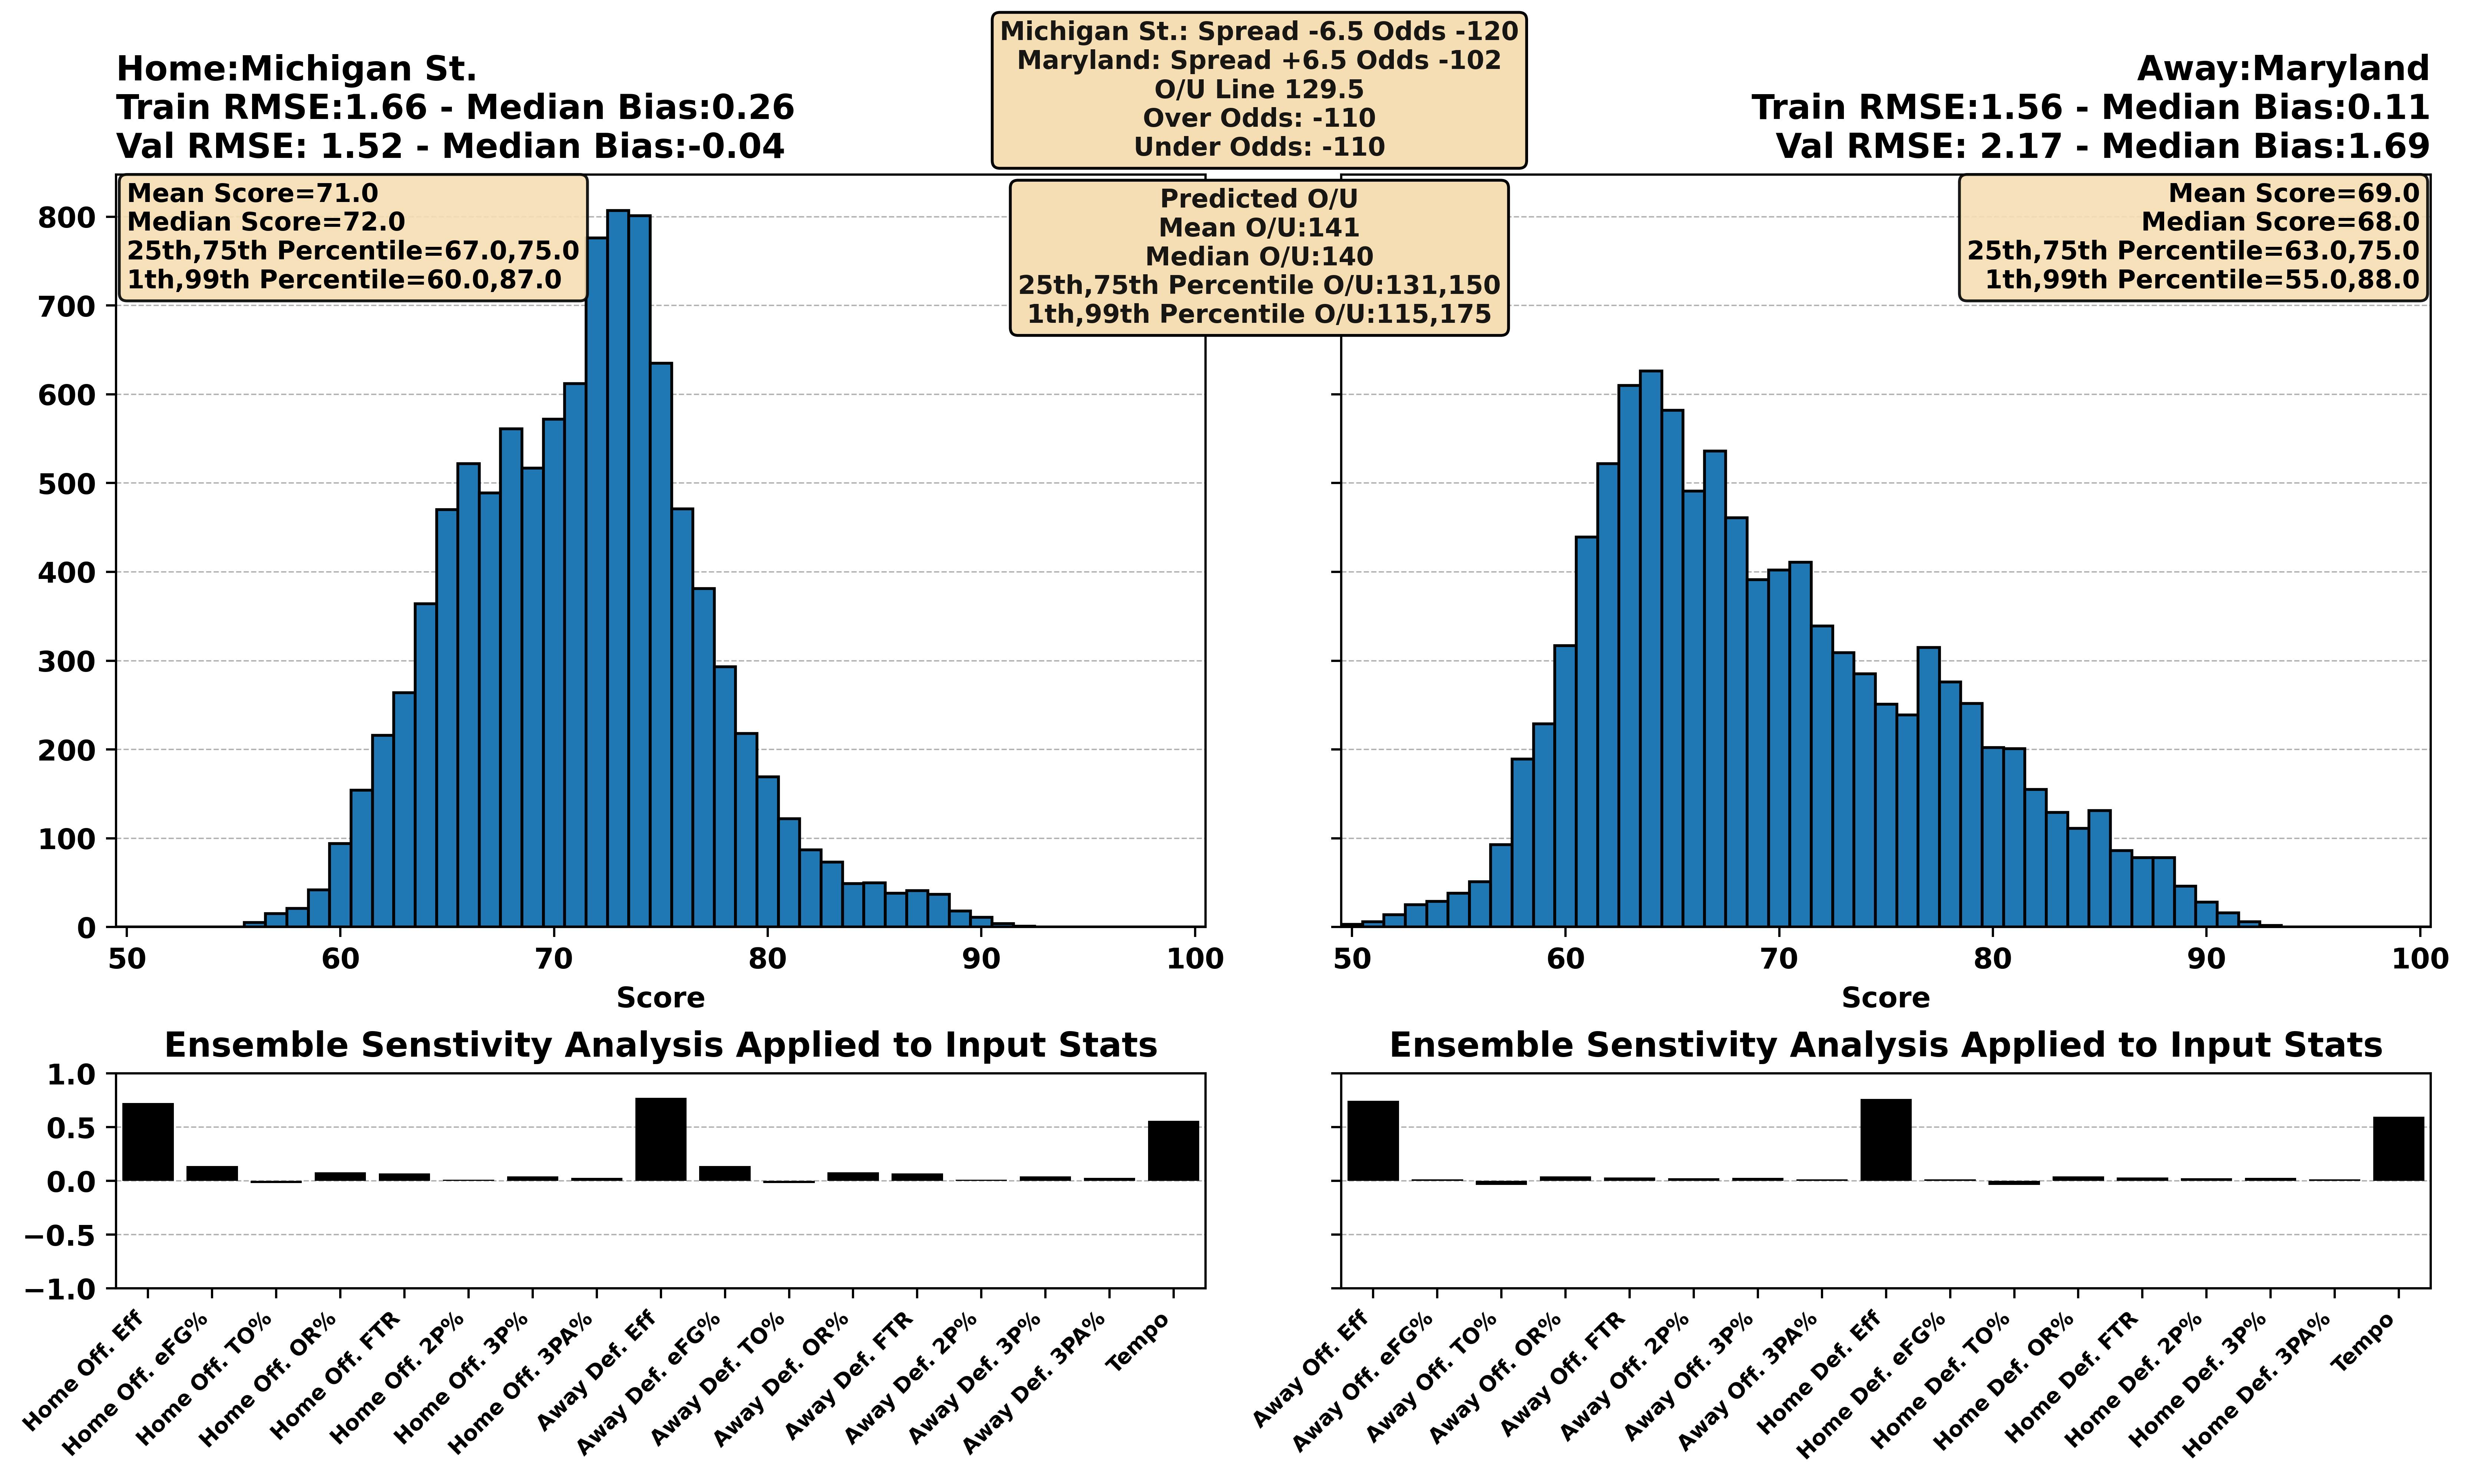 Michigan St.: Spread -6.5 Odds -120
Maryland: Spread +6.5 Odds -102
O/U Line 129.5
Over Odds: -110
Under Odds: -110
Home:Michigan St.
Train RMSE:1.66 - Median Bias:0.26
Val RMSE: 1.52 - Median Bias:-0.04
Away:Maryland
Train RMSE:1.56 - Median Bias:0.11
Val RMSE: 2.17 - Median Bias:1.69
Mean Score=71.0
Median Score=72.0
25th,75th Percentile=67.0,75.0
1th,99th Percentile=60.0,87.0
Predicted O/U
Mean O/U:141
Median O/U:140
25th,75th Percentile O/U:131,150
1th,99th Percentile O/U:115,175
Mean Score=69.0
Median Score=68.0
25th,75th Percentile=63.0,75.0
1th,99th Percentile=55.0,88.0
800
700
600
500
400
300
200
100
0
50 60 70 80 90 100
Score
50 60 70 80 90 100
Score
Ensemble Senstivity Analysis Applied to Input Stats
Ensemble Senstivity Analysis Applied to Input Stats
1.0
0.5
0.0
−0.5
−1.0
Home Off. Eff
Home Off. eFG%
Home Off. TO%
Home Off. OR%
Home Off. FTR
Home Off. 2P%
Home Off. 3P%
Home Off. 3PA%
Away Def. Eff
Away Def. eFG%
Away Def. TO%
Away Def. OR%
Away Def. FTR
Away Def. 2P%
Away Def. 3P%
Away Def. 3PA%
Tempo
Away Off. Eff
Away Off. eFG%
Away Off. TO%
Away Off. OR%
Away Off. FTR
Away Off. 2P%
Away Off. 3P%
Away Off. 3PA%
Home Def. Eff
Home Def. eFG%
Home Def. TO%
Home Def. OR%
Home Def. FTR
Home Def. 2P%
Home Def. 3P%
Home Def. 3PA%
Tempo